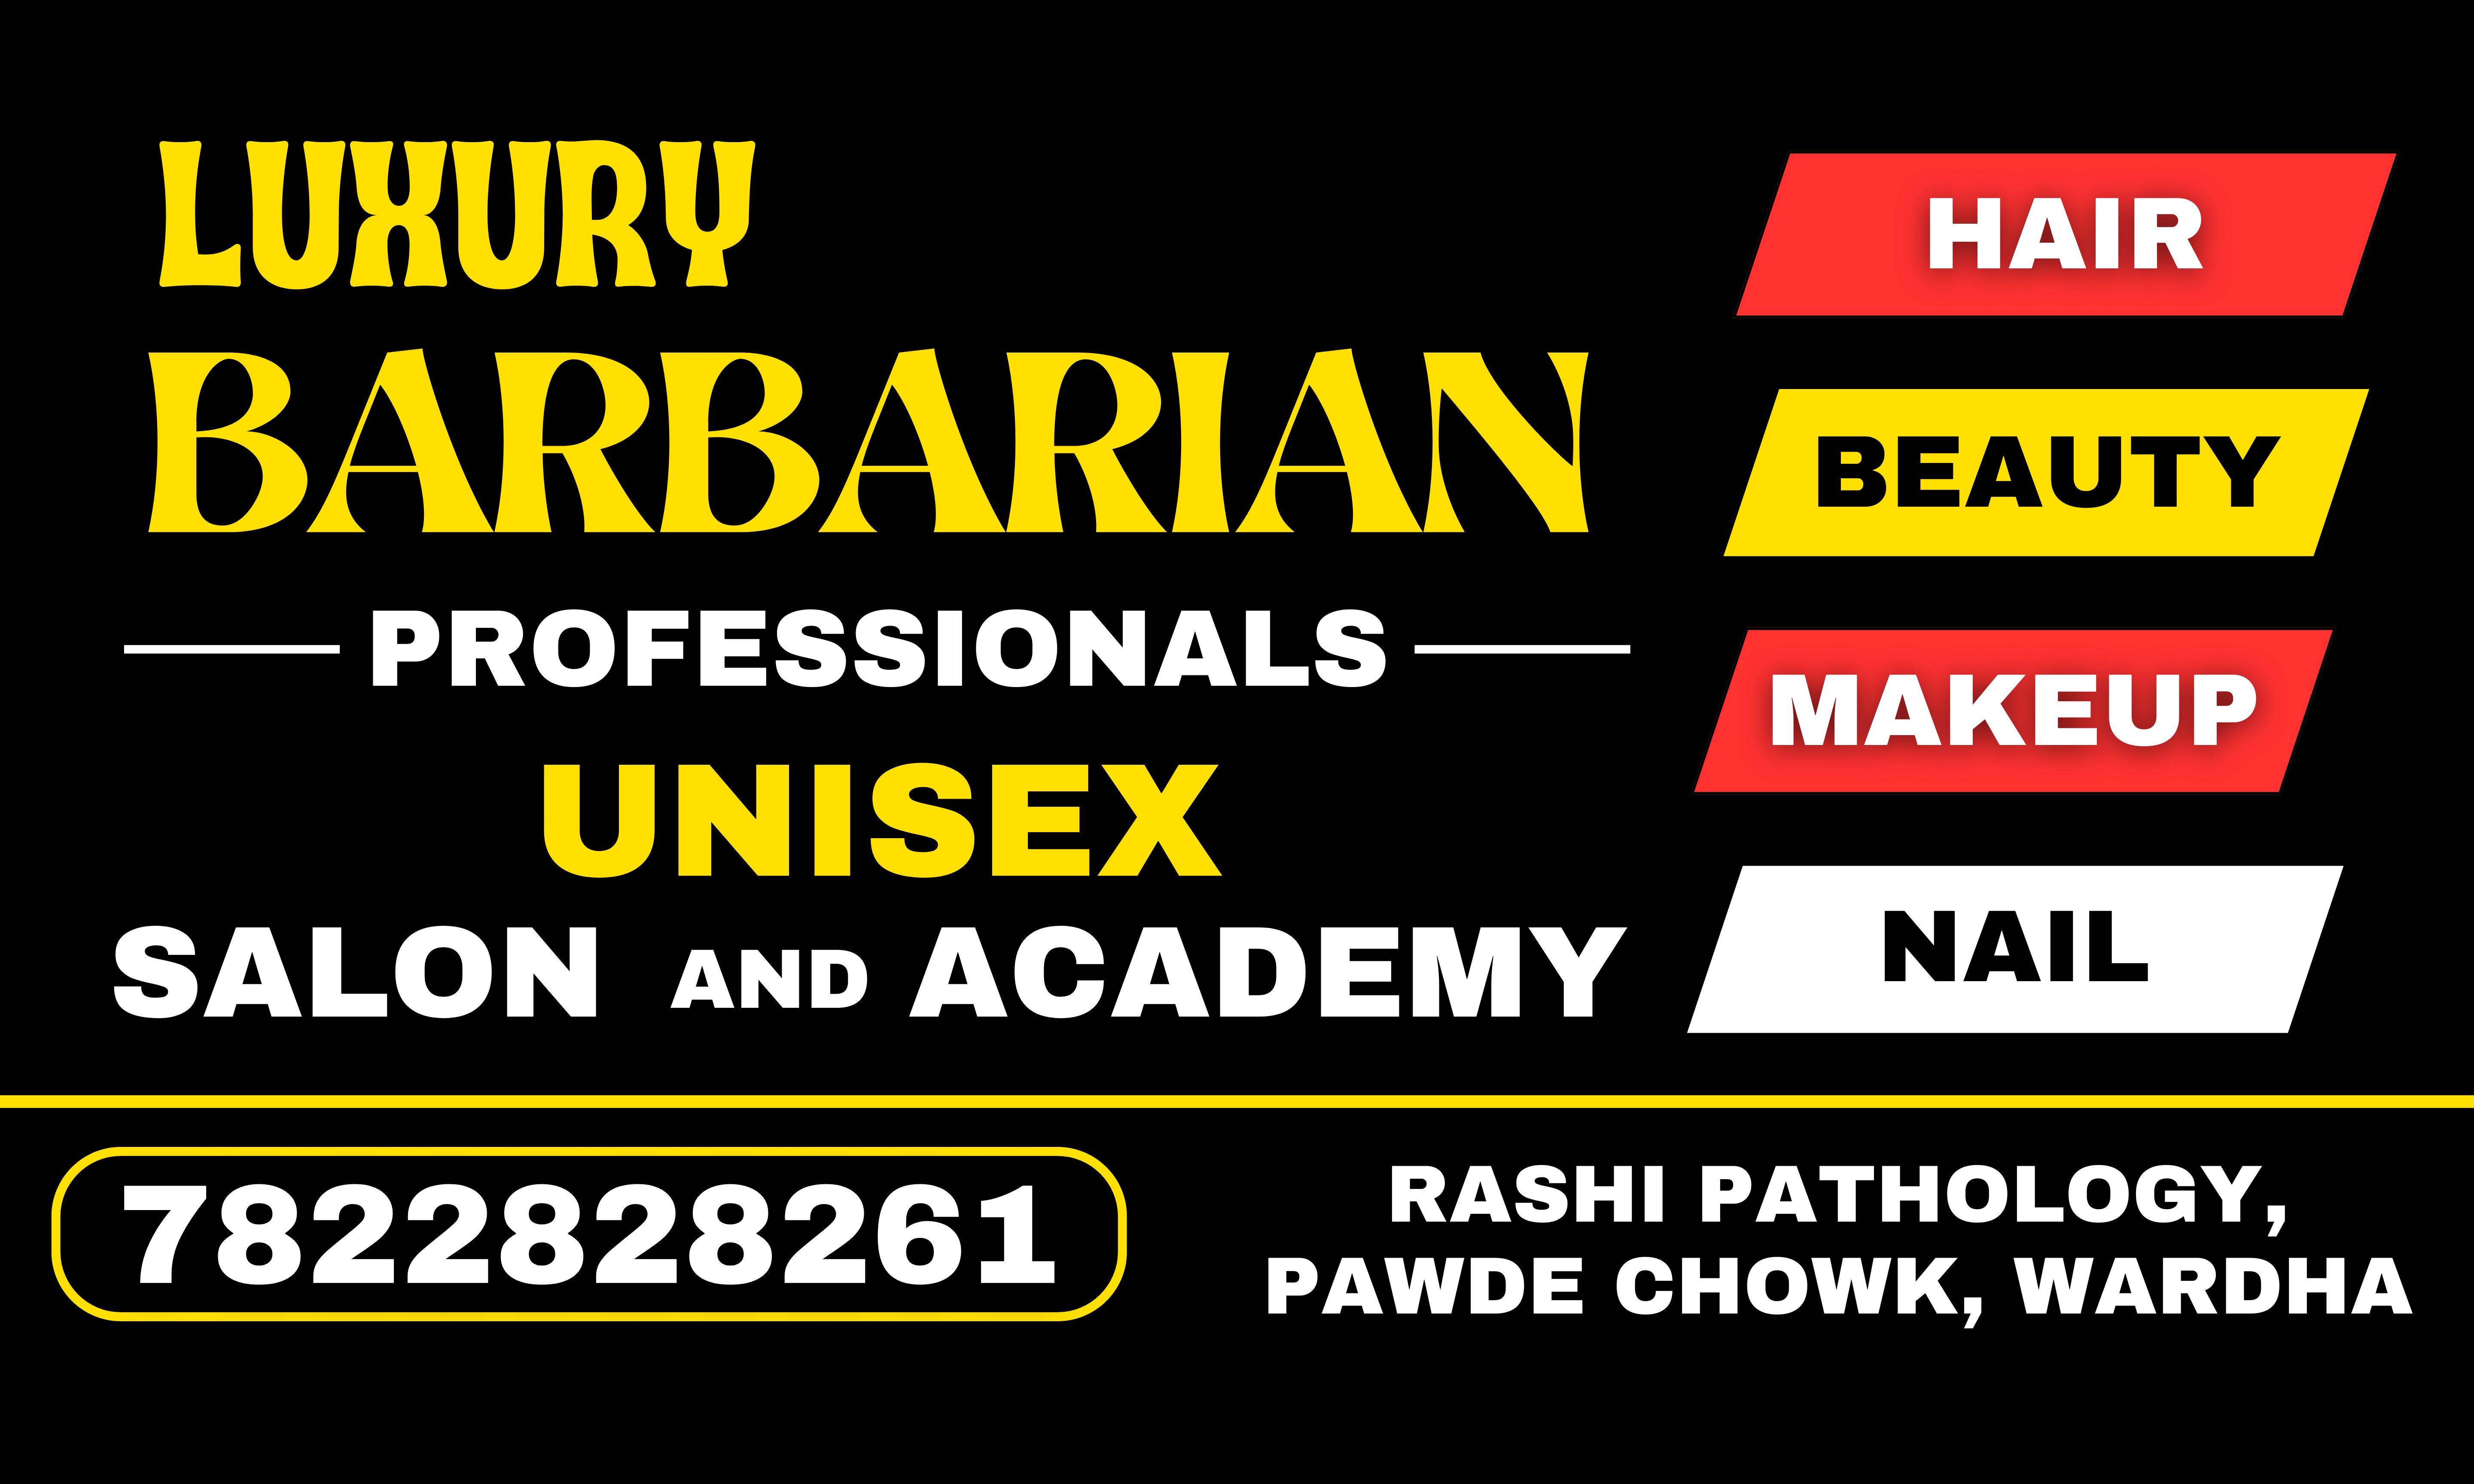 LUXURY
BARBARIAN
PROFESSIONALS
UNISEX
SALON AND ACADEMY
HAIR
BEAUTY
MAKEUP
NAIL
7822828261
RASHI PATHOLOGY,
PAWDE CHOWK, WARDHA